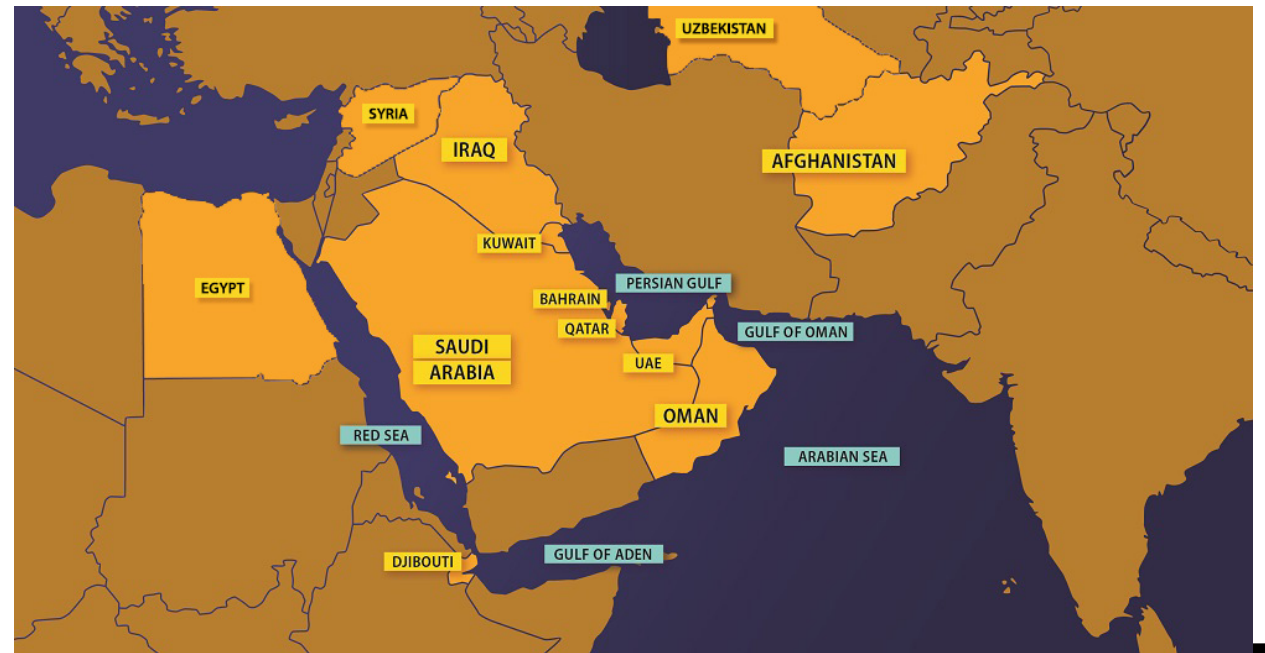 UZBEKISTAN
SYRIA
IRAQ
AFGHANISTAN
KUWAIT
EGYPT
PERSIAN GULF
BAHRAIN
QATAR
GULF OF OMAN
SAUDI
ARABIA
UAE
OMAN
RED SEA
ARABIAN SEA
GULF OF ADEN
DJIBOUTI